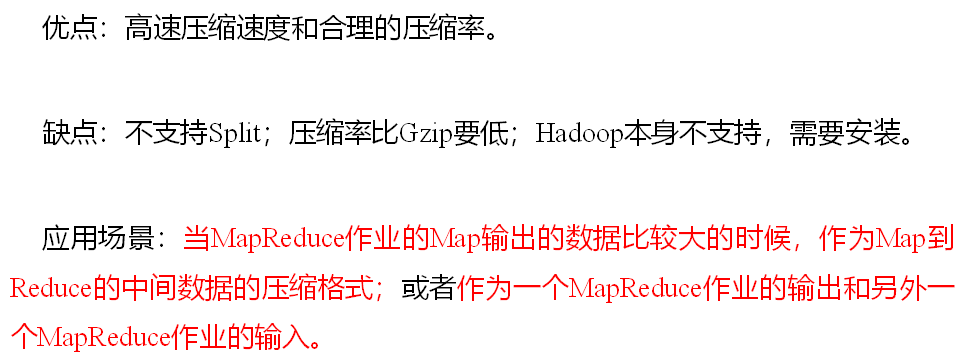 优点：高速压缩速度和合理的压缩率。
缺点：不支持Split；压缩率比Gzip要低；Hadoop本身不支持，需要安装。
应用场景：当MapReduce作业的Map输出的数据比较大的时候，作为Map到
Reduce的中间数据的压缩格式；或者作为一个MapReduce作业的输出和另外一
个MapReduce作业的输入。